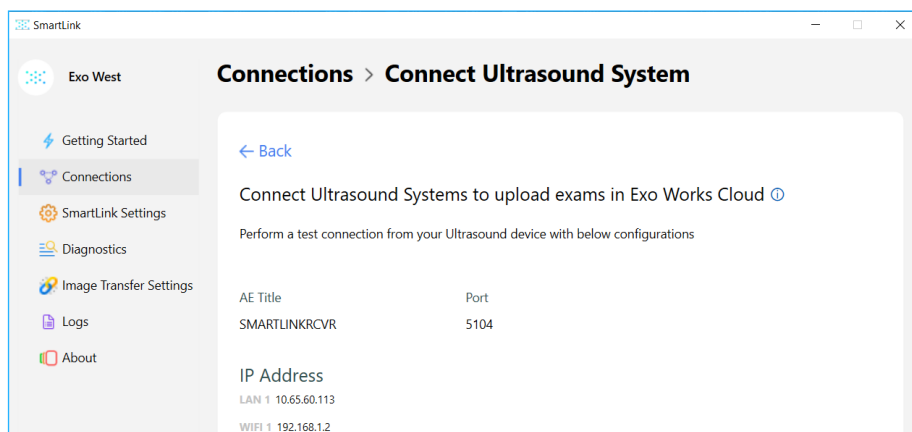 SmartLink
Exo West
Connections > Connect Ultrasound System
Getting Started
Connections
SmartLink Settings
Diagnostics
Image Transfer Settings
Logs
About
← Back
Connect Ultrasound Systems to upload exams in Exo Works Cloud
Perform a test connection from your Ultrasound device with below configurations
AE Title Port
SMARTLINKRCVR 5104
IP Address
LAN 1 10.65.60.113
WIFI 1 192.168.1.2